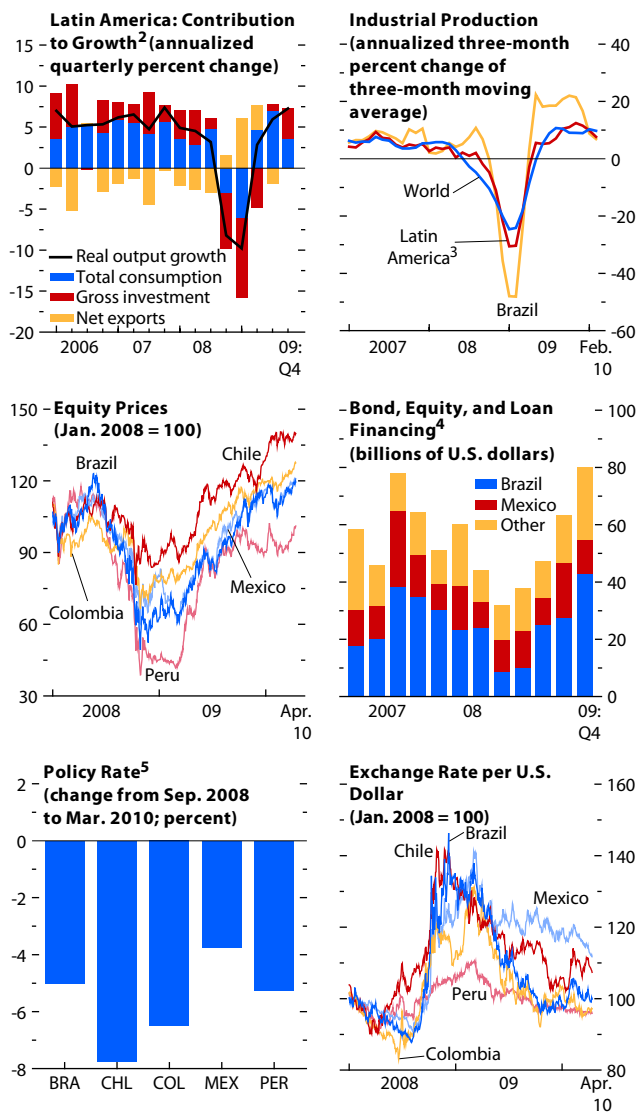 Latin America: Contribution
to Growth2 (annualized
quarterly percent change)
15
10
5
0
-5
-10
-15
-20
Real output growth
Total consumption
Gross investment
Net exports
2006
07
08
09:
Q4
Industrial Production
(annualized three-month
percent change of
three-month moving
average)
40
20
0
-20
-40
-60
World
Latin
America3
Brazil
2007
08
09
Feb.
10
Equity Prices
(Jan. 2008 = 100)
150
120
90
60
30
Brazil
Chile
Colombia
Mexico
Peru
2008
09
Apr.
10
Bond, Equity, and Loan
Financing4
(billions of U.S. dollars)
Brazil
Mexico
Other
100
80
60
40
20
0
2007
08
09:
Q4
Policy Rate5
(change from Sep. 2008
to Mar. 2010; percent)
2
0
-2
-4
-6
-8
BRA CHL COL MEX PER
Exchange Rate per U.S.
Dollar
(Jan. 2008 = 100)
160
140
120
100
80
Brazil
Chile
Mexico
Peru
Colombia
2008
09
Apr.
10